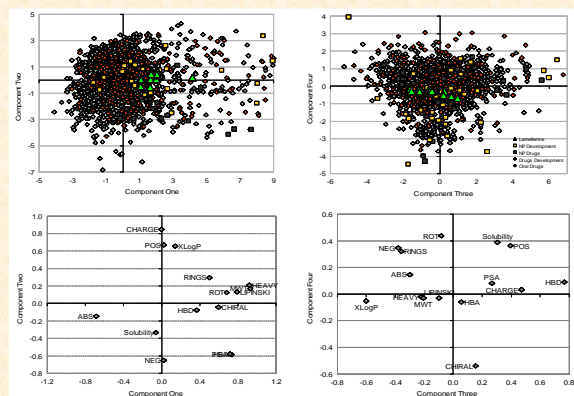 Component Two
5
3
1
-1
-3
-5
-7
-5 -3 -1 1 3 5 7 9
Component One
Component Four
4
3
2
1
0
-1
-2
-3
-4
-5
-6 -4 -2 0 2 4 6
Component Three
Lamellarins
NP Development
NP Drugs
Drugs Development
Oral Drugs
Component Two
1.0
0.8
0.6
0.4
0.2
0.0
-0.2
-0.4
-0.6
-0.8
CHARGE
POS
XLogP
RINGS
HEAVY
MWT
ROT
LIPINSKI
CHIRAL
HBD
ABS
Solubility
NEG
-1.2 -0.8 -0.4 0.0 0.4 0.8 1.2
Component One
Component Four
0.6
0.4
0.2
0.0
-0.2
-0.4
-0.6
ROT
Solubility
NEG
RINGS
POS
ABS
PSA
HBD
CHARGE
LIPINSKI
HEAVY
XLogP
MWT
HBA
CHIRAL
-0.8 -0.6 -0.4 -0.2 0.0 0.2 0.4 0.6 0.8
Component Three